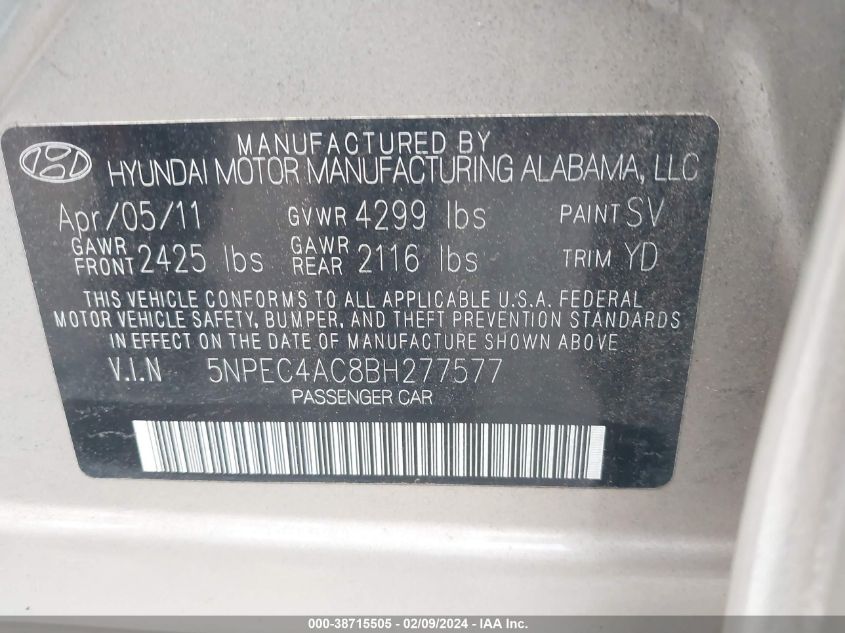 MANUFACTURED BY
HYUNDAI MOTOR MANUFACTURING ALABAMA, LLC
Apr/05/11 GVWR 4299 lbs PAINT SV
GAWR FRONT 2425 lbs GAWR REAR 2116 lbs TRIM YD
THIS VEHICLE CONFORMS TO ALL APPLICABLE U.S.A. FEDERAL
MOTOR VEHICLE SAFETY, BUMPER, AND THEFT PREVENTION STANDARDS
IN EFFECT ON THE DATE OF MANUFACTURE SHOWN ABOVE.
V.I.N 5NPEC4AC8BH277577
PASSENGER CAR
000-38715505 - 02/09/2024 - IAA Inc.